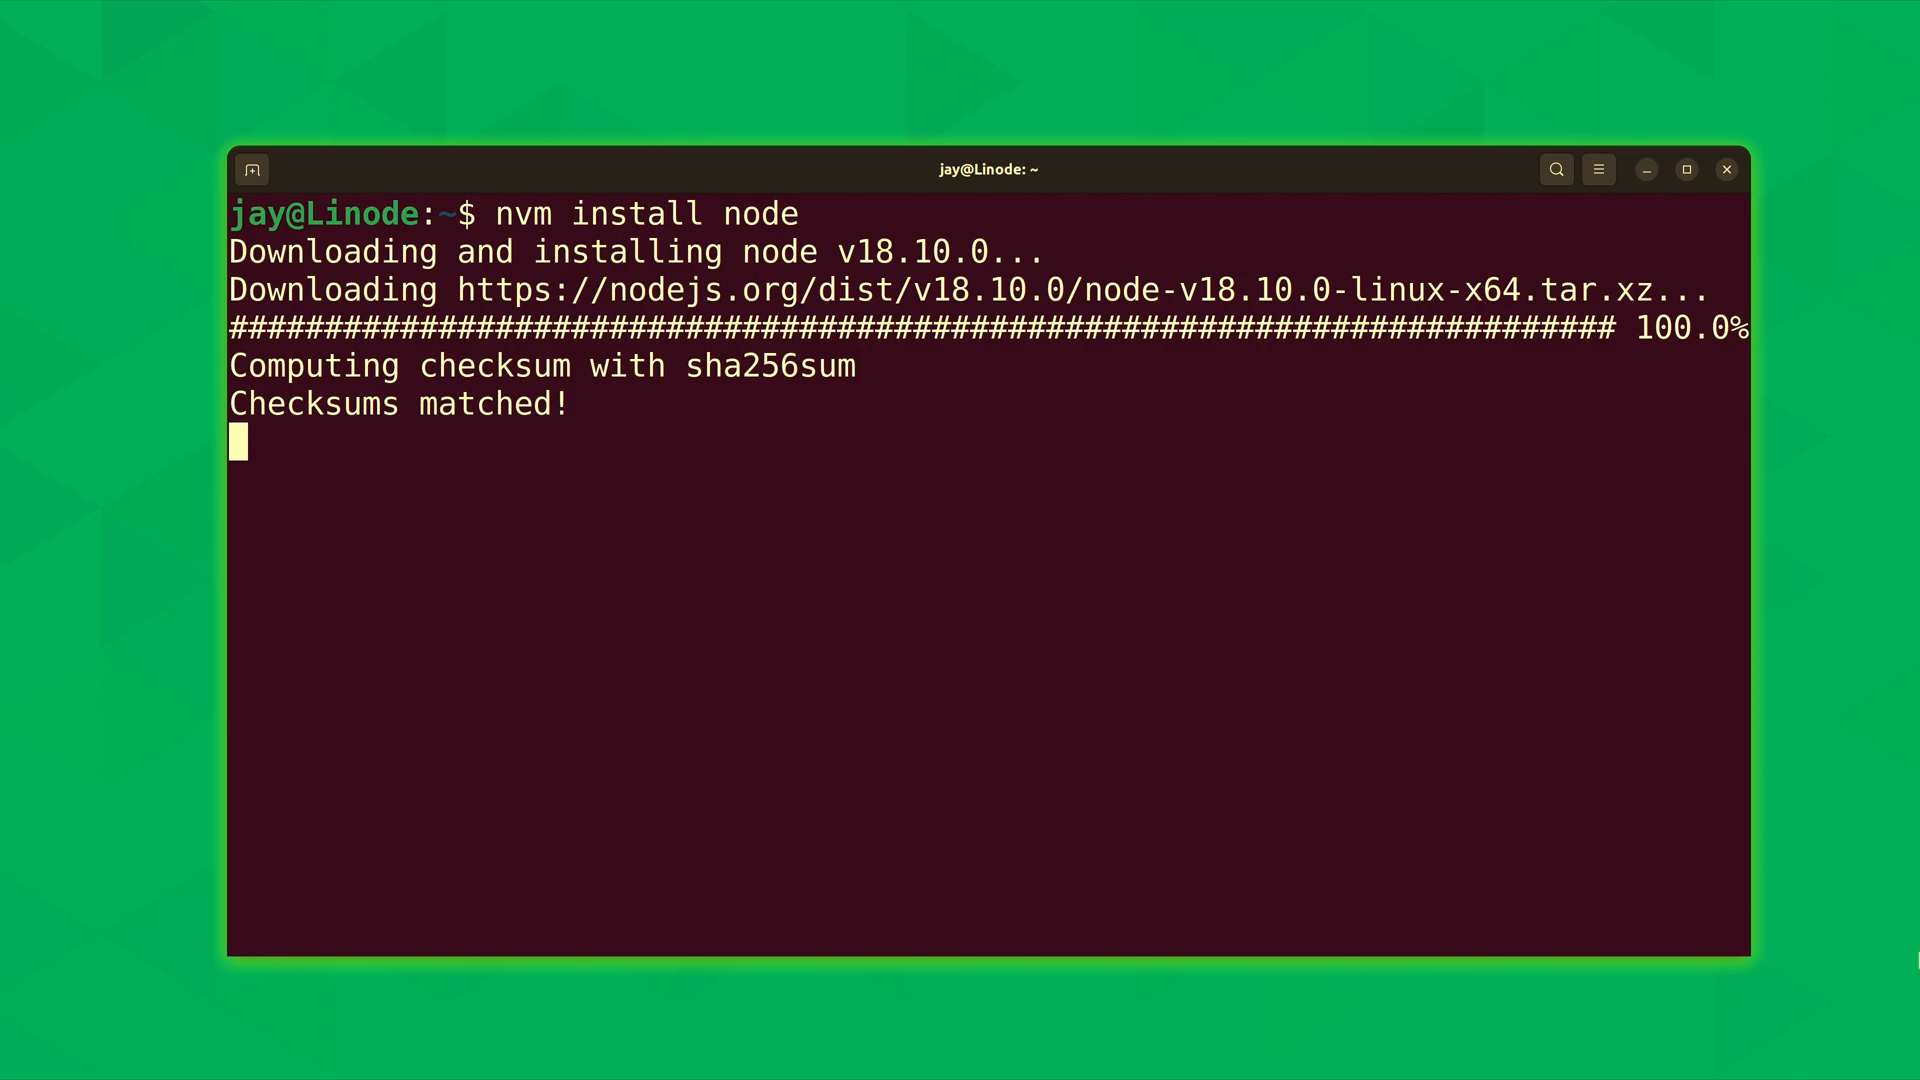 jay@Linode: ~
jay@Linode:~$ nvm install node
Downloading and installing node v18.10.0...
Downloading https://nodejs.org/dist/v18.10.0/node-v18.10.0-linux-x64.tar.xz...
######################################################################### 100.0%
Computing checksum with sha256sum
Checksums matched!